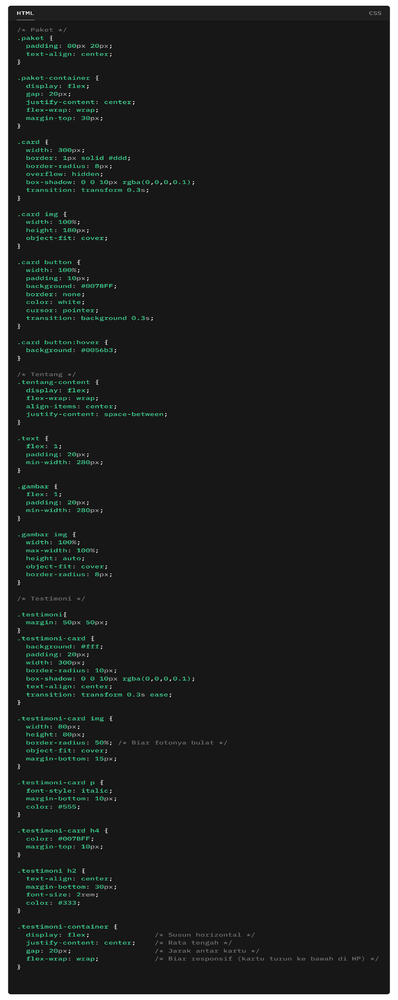 HTML
CSS
/* Paket */
.paket {
  padding: 80px 20px;
  text-align: center;
}

.paket-container {
  display: flex;
  gap: 20px;
  justify-content: center;
  flex-wrap: wrap;
  margin-top: 30px;
}

.card {
  width: 300px;
  border: 1px solid #ddd;
  border-radius: 8px;
  overflow: hidden;
  box-shadow: 0 0 10px rgba(0,0,0,0.1);
  transition: transform 0.3s;
}

.card img {
  width: 100%;
  height: 180px;
  object-fit: cover;
}

.card button {
  width: 100%;
  padding: 10px;
  background: #007BFF;
  border: none;
  color: white;
  cursor: pointer;
  transition: background 0.3s;
}

.card button:hover {
  background: #0056b3;
}

/* Tentang */
.tentang-content {
  display: flex;
  flex-wrap: wrap;
  align-items: center;
  justify-content: space-between;
}

.text {
  flex: 1;
  padding: 20px;
  min-width: 280px;
}

.gambar {
  flex: 1;
  padding: 20px;
  min-width: 280px;
}

.gambar img {
  width: 100%;
  max-width: 100%;
  height: auto;
  object-fit: cover;
  border-radius: 8px;
}

/* Testimoni */

.testimoni{
  margin: 50px 50px;
}
.testimoni-card {
  background: #fff;
  padding: 20px;
  width: 300px;
  border-radius: 10px;
  box-shadow: 0 0 10px rgba(0,0,0,0.1);
  text-align: center;
  transition: transform 0.3s ease;
}

.testimoni-card img {
  width: 80px;
  height: 80px;
  border-radius: 50%; /* Biar fotonya bulat */
  object-fit: cover;
  margin-bottom: 15px;
}

.testimoni-card p {
  font-style: italic;
  margin-bottom: 10px;
  color: #555;
}

.testimoni-card h4 {
  color: #007BFF;
  margin-top: 10px;
}

.testimoni h2 {
  text-align: center;
  margin-bottom: 30px;
  font-size: 2rem;
  color: #333;
}

.testimoni-container {
  display: flex;              /* Susun horizontal */
  justify-content: center;    /* Rata tengah */
  gap: 20px;                  /* Jarak antar kartu */
  flex-wrap: wrap;            /* Biar responsif (kartu turun ke bawah di HP) */
}